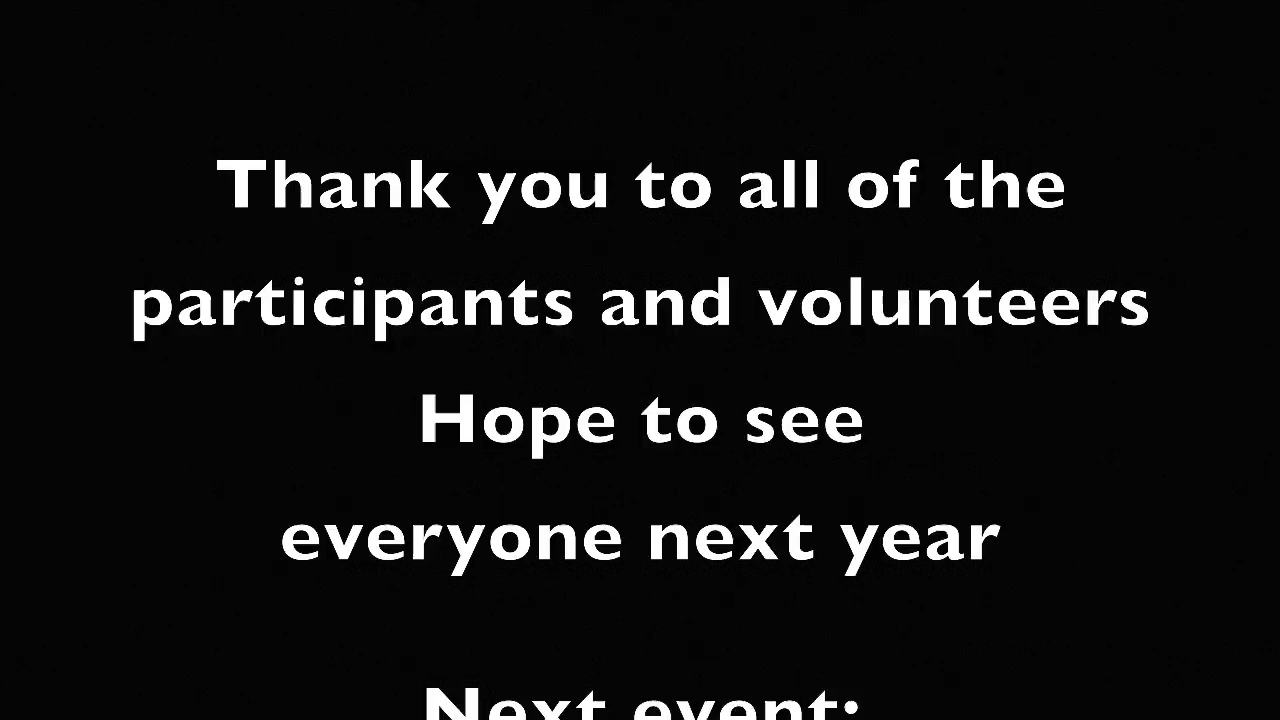 Thank you to all of the
participants and volunteers
Hope to see
everyone next year
Next event: